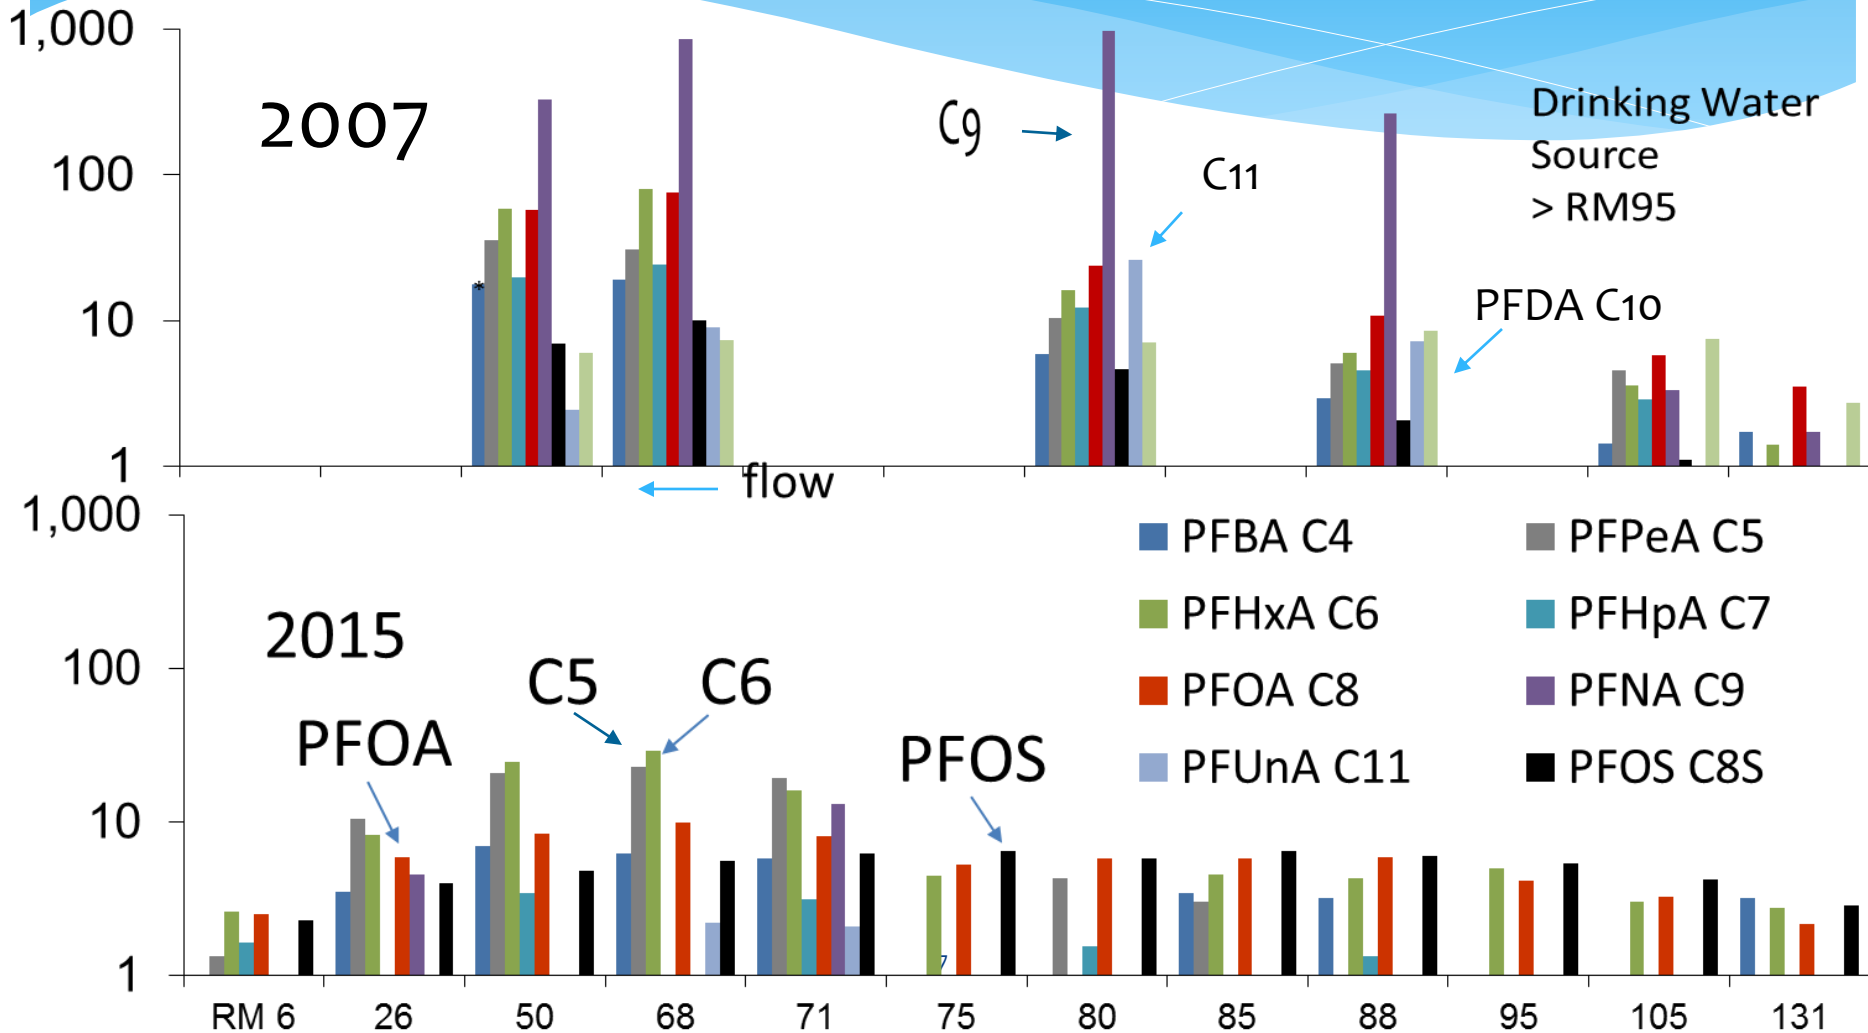 1,000
100
10
1
2007
C9
C11
Drinking Water
Source
> RM95
PFDA C10
*
flow
1,000
100
10
1
2015
C5
C6
PFOA
PFOS
PFBA C4
PFPeA C5
PFHxA C6
PFHpA C7
PFOA C8
PFNA C9
PFUnA C11
PFOS C8S
7
RM 6 26 50 68 71 75 80 85 88 95 105 131